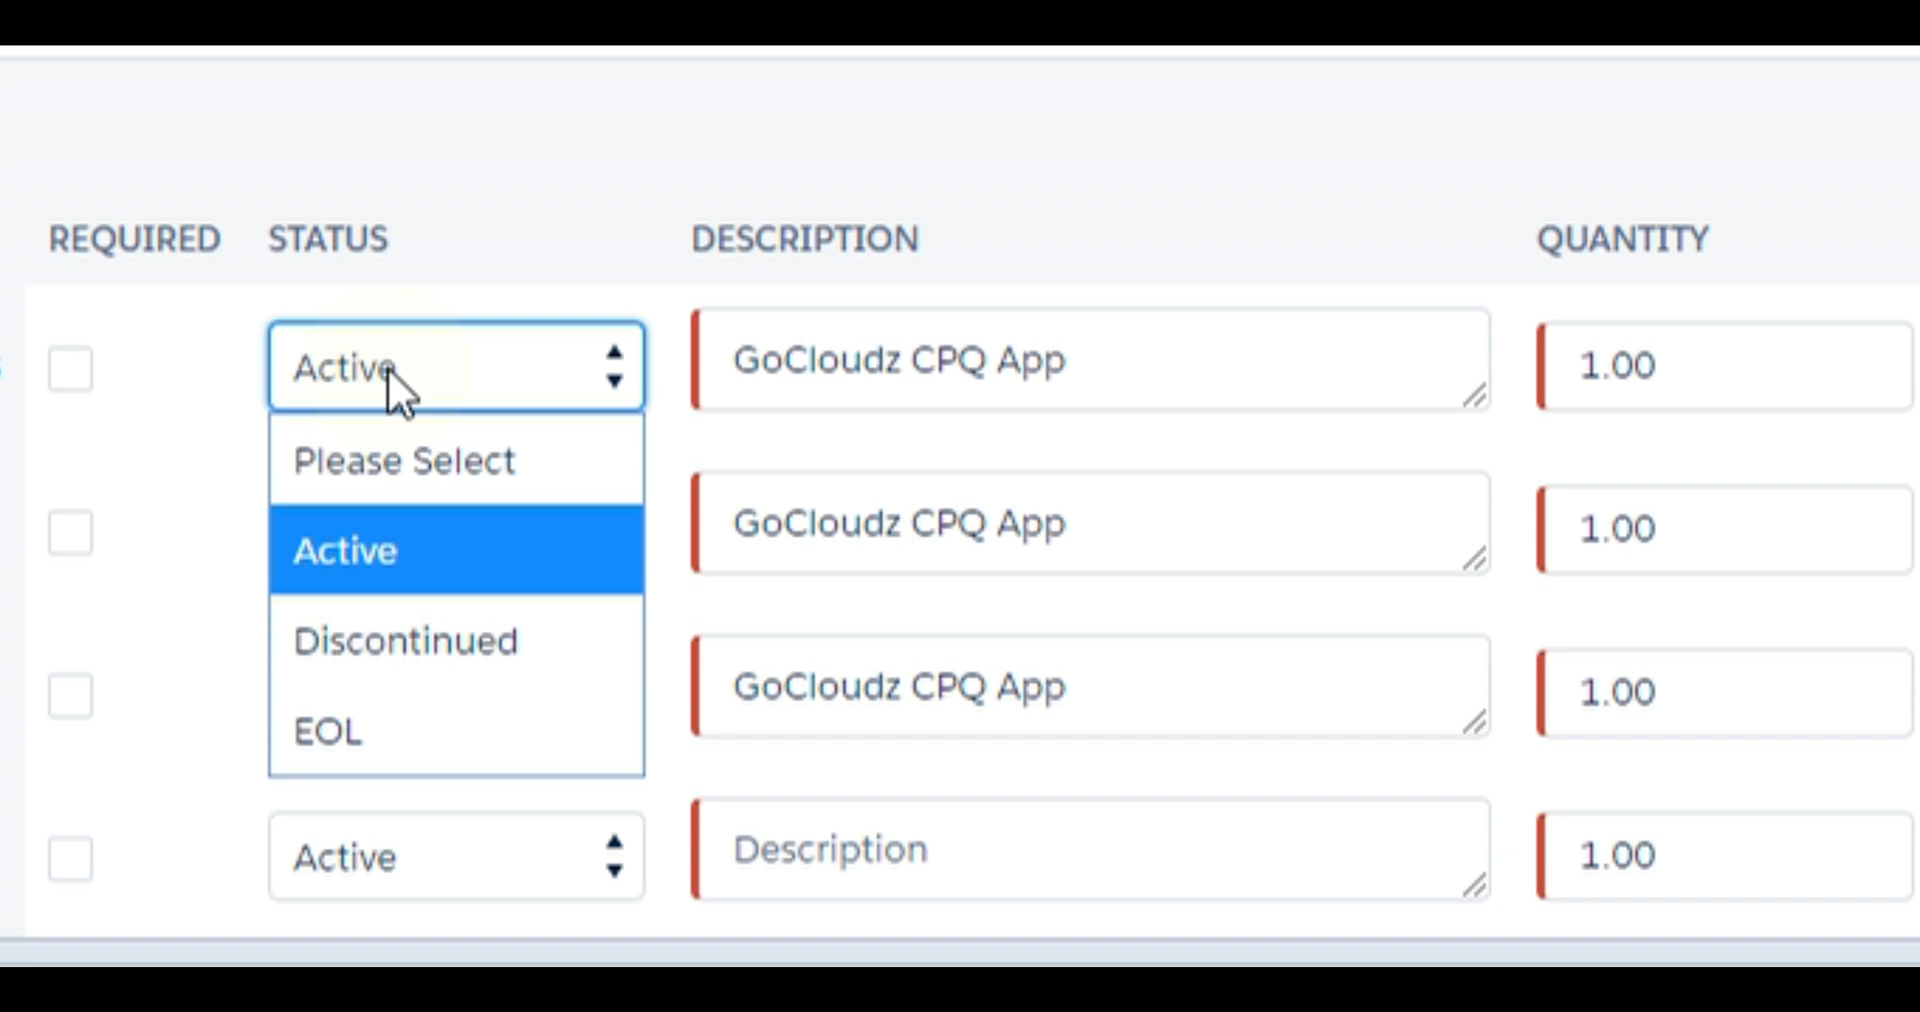 REQUIRED STATUS DESCRIPTION QUANTITY
Active GoCloudz CPQ App 1.00
Please Select
GoCloudz CPQ App 1.00
Active
Discontinued
GoCloudz CPQ App 1.00
EOL
Active Description 1.00